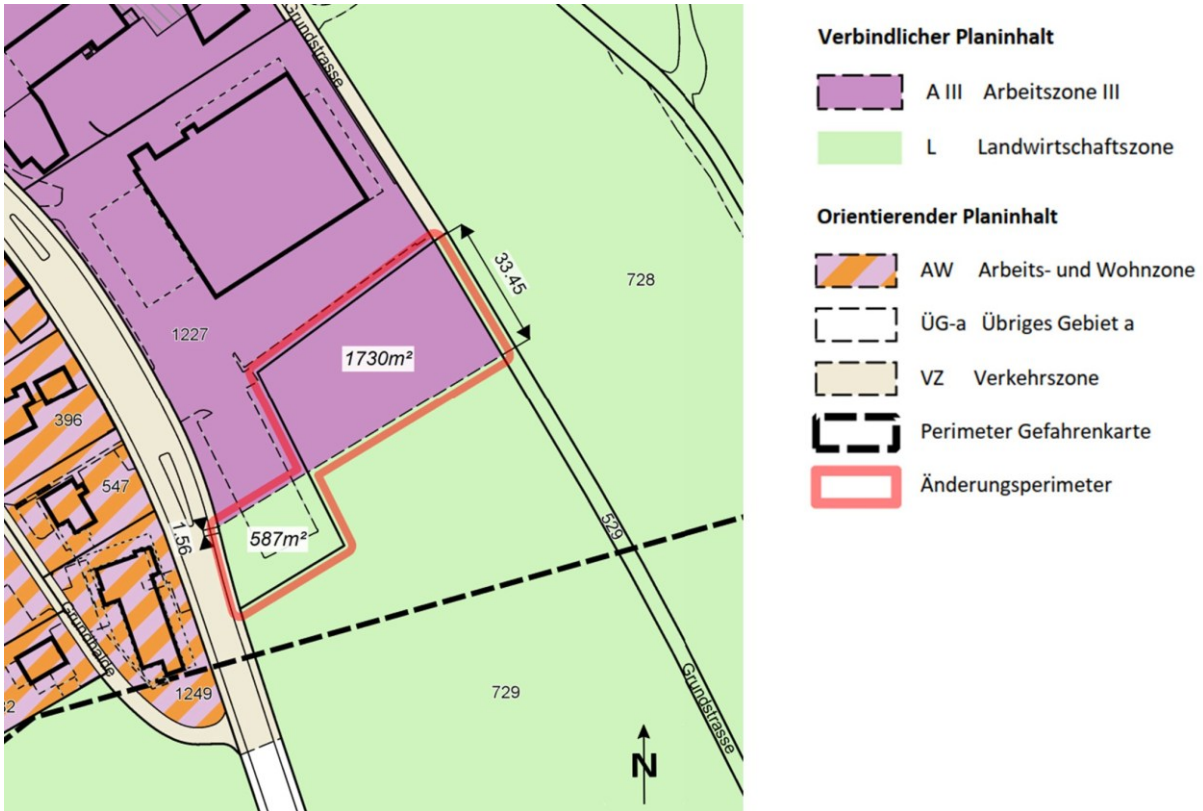 Grundstrasse
33.45
728
1227
1730m²
396
547
1.56
587m²
529
Grundhalde
1249
729
Grundstrasse
N
Verbindlicher Planinhalt
A III Arbeitszone III
L Landwirtschaftszone
Orientierender Planinhalt
AW Arbeits- und Wohnzone
ÜG-a Übriges Gebiet a
VZ Verkehrszone
Perimeter Gefahrenkarte
Änderungsperimeter